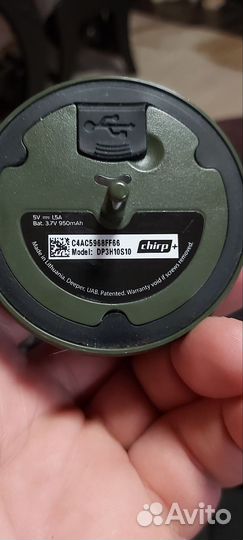 5V ⎓ 1,5A
Bat. 3.7V 950mAh
C4AC5968FF66
Model: DP3H10S10
chirp+
Made in Lithuania. Deeper, UAB. Patented. Warranty void if screws removed.
Avito